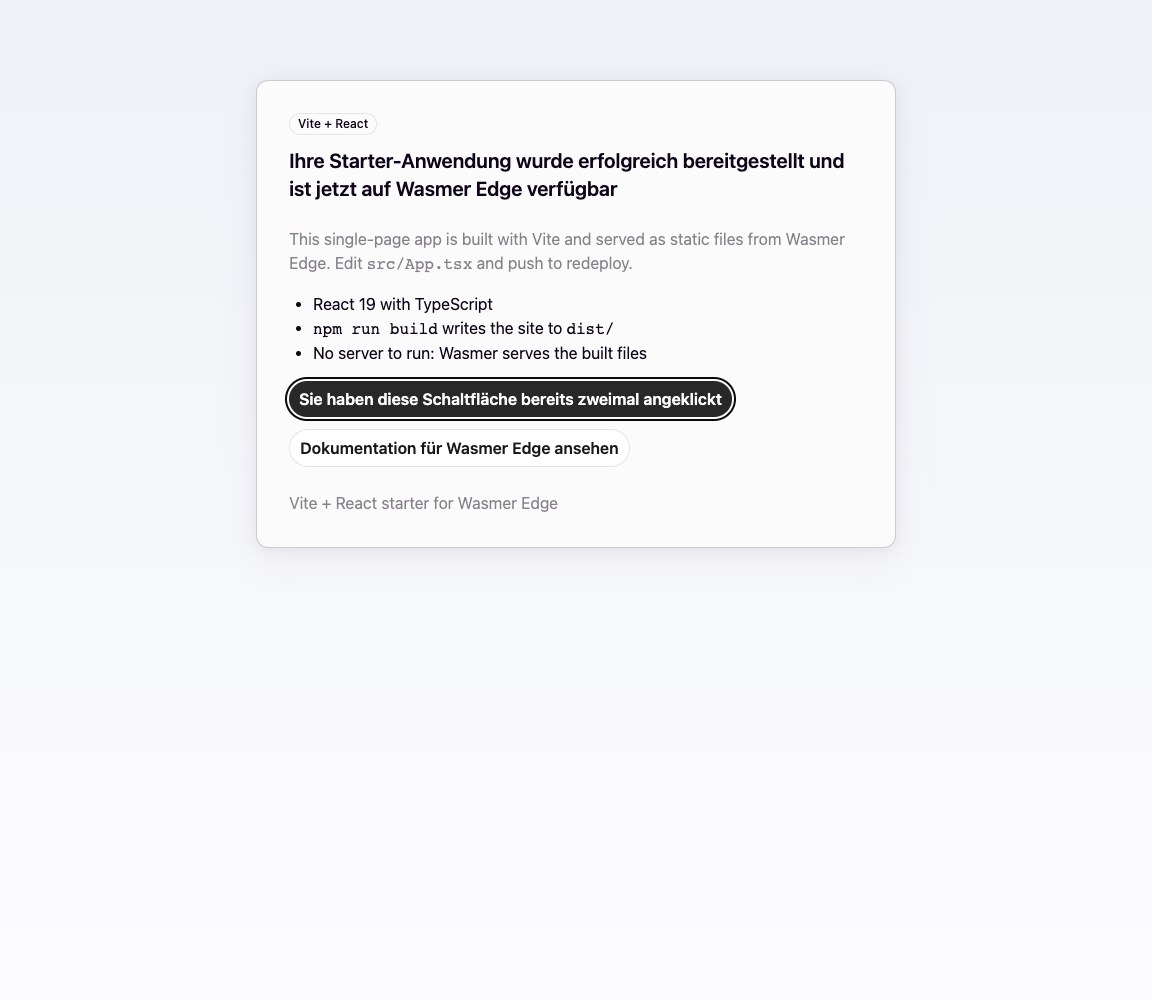 Vite + React
Ihre Starter-Anwendung wurde erfolgreich bereitgestellt und
ist jetzt auf Wasmer Edge verfügbar
This single-page app is built with Vite and served as static files from Wasmer
Edge. Edit src/App.tsx and push to redeploy.
• React 19 with TypeScript
• npm run build writes the site to dist/
• No server to run: Wasmer serves the built files
Sie haben diese Schaltfläche bereits zweimal angeklickt
Dokumentation für Wasmer Edge ansehen
Vite + React starter for Wasmer Edge